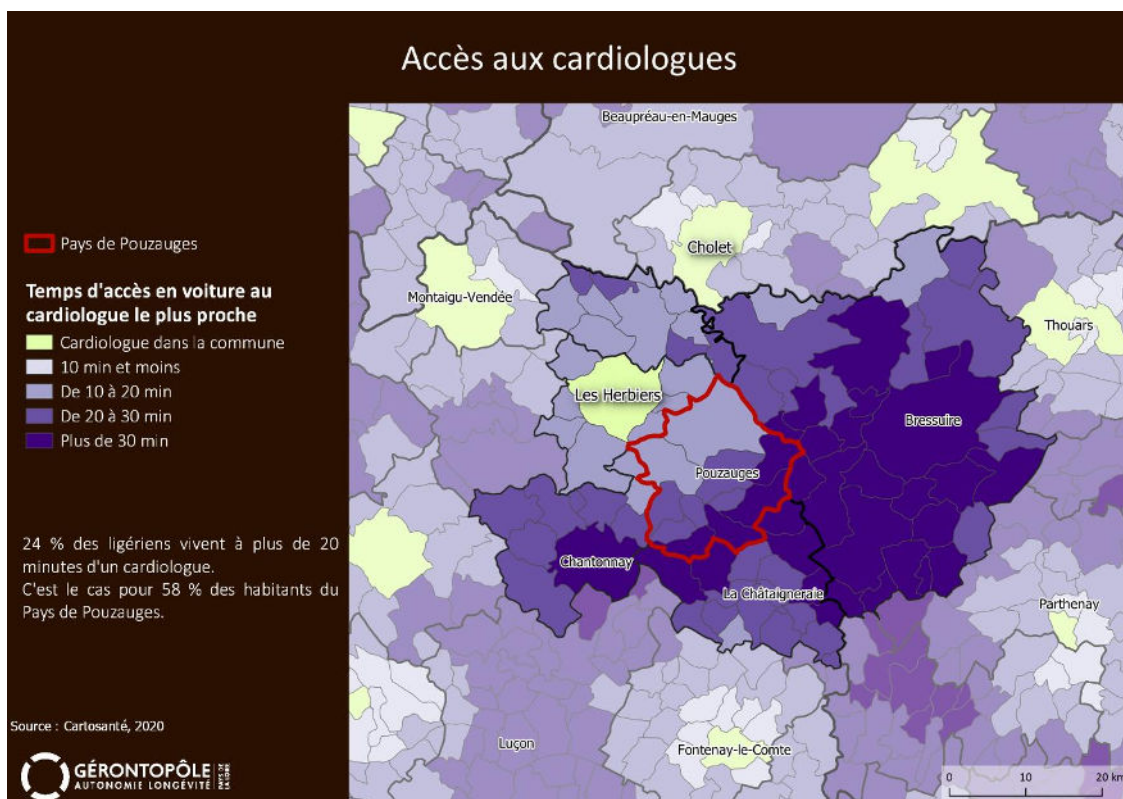 Accès aux cardiologues
Pays de Pouzauges
Temps d'accès en voiture au
cardiologue le plus proche
Cardiologue dans la commune
10 min et moins
De 10 à 20 min
De 20 à 30 min
Plus de 30 min
24 % des ligériens vivent à plus de 20
minutes d'un cardiologue.
C'est le cas pour 58 % des habitants du
Pays de Pouzauges.
Source : Cartosanté, 2020
GÉRONTOPÔLE
AUTONOMIE LONGÉVITÉ
PAYS DE
LA LOIRE
Beaupréau-en-Mauges
Cholet
Montaigu-Vendée
Thouars
Les Herbiers
Bressuire
Pouzauges
Chantonnay
La Châtaigneraie
Parthenay
Luçon
Fontenay-le-Comte
0 10 20 km